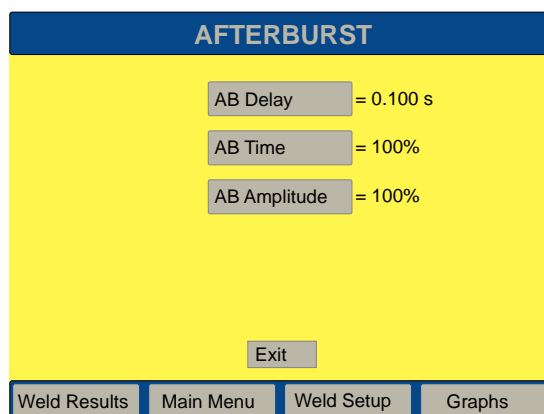 AFTERBURST
AB Delay = 0.100 s
AB Time = 100%
AB Amplitude = 100%
Exit
Weld Results Main Menu Weld Setup Graphs